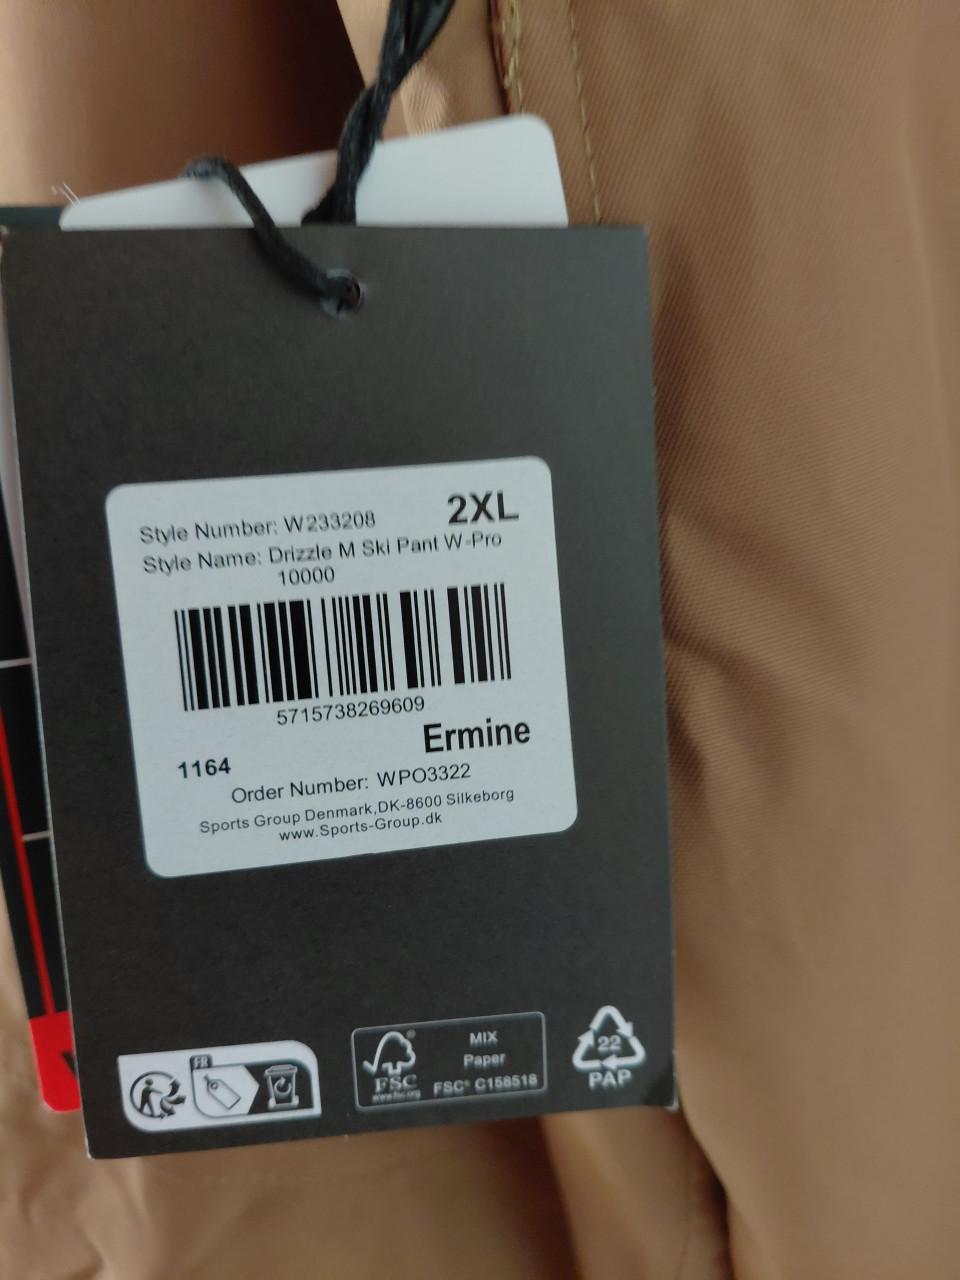 Style Number: W233208
2XL
Style Name: Drizzle M Ski Pant W-Pro
10000
5715738269609
Ermine
1164
Order Number: WPO3322
Sports Group Denmark,DK-8600 Silkeborg
www.Sports-Group.dk
FR
FSC®
www.fsc.org
MIX
Paper
FSC® C158518
22
PAP